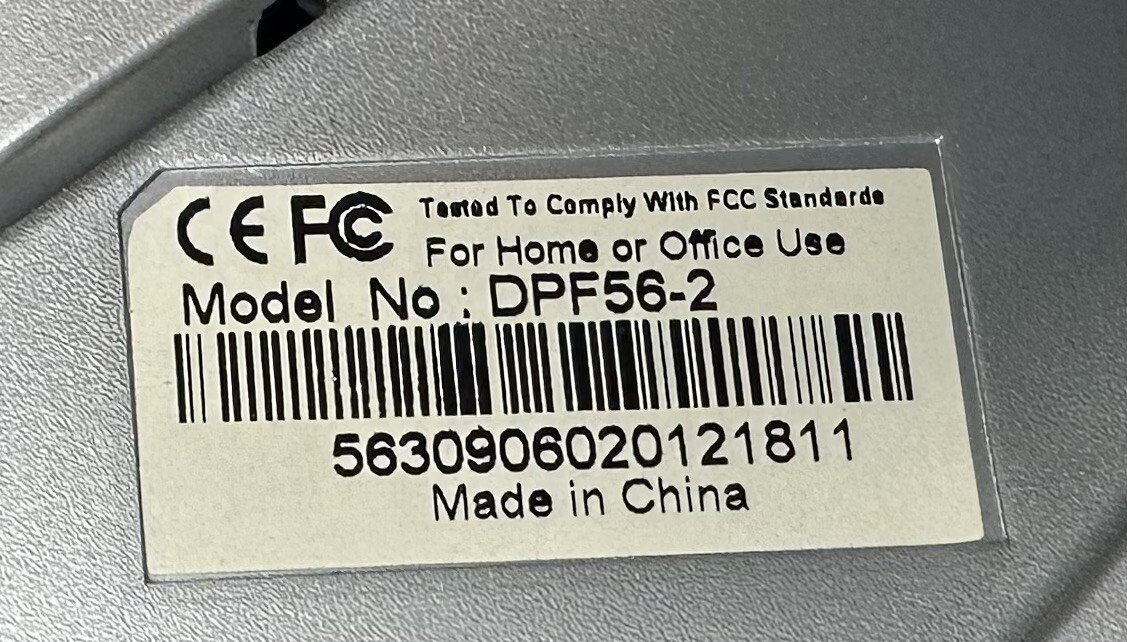 CE FC Tested To Comply With FCC Standards
For Home or Office Use
Model No : DPF56-2
5630906020121811
Made in China